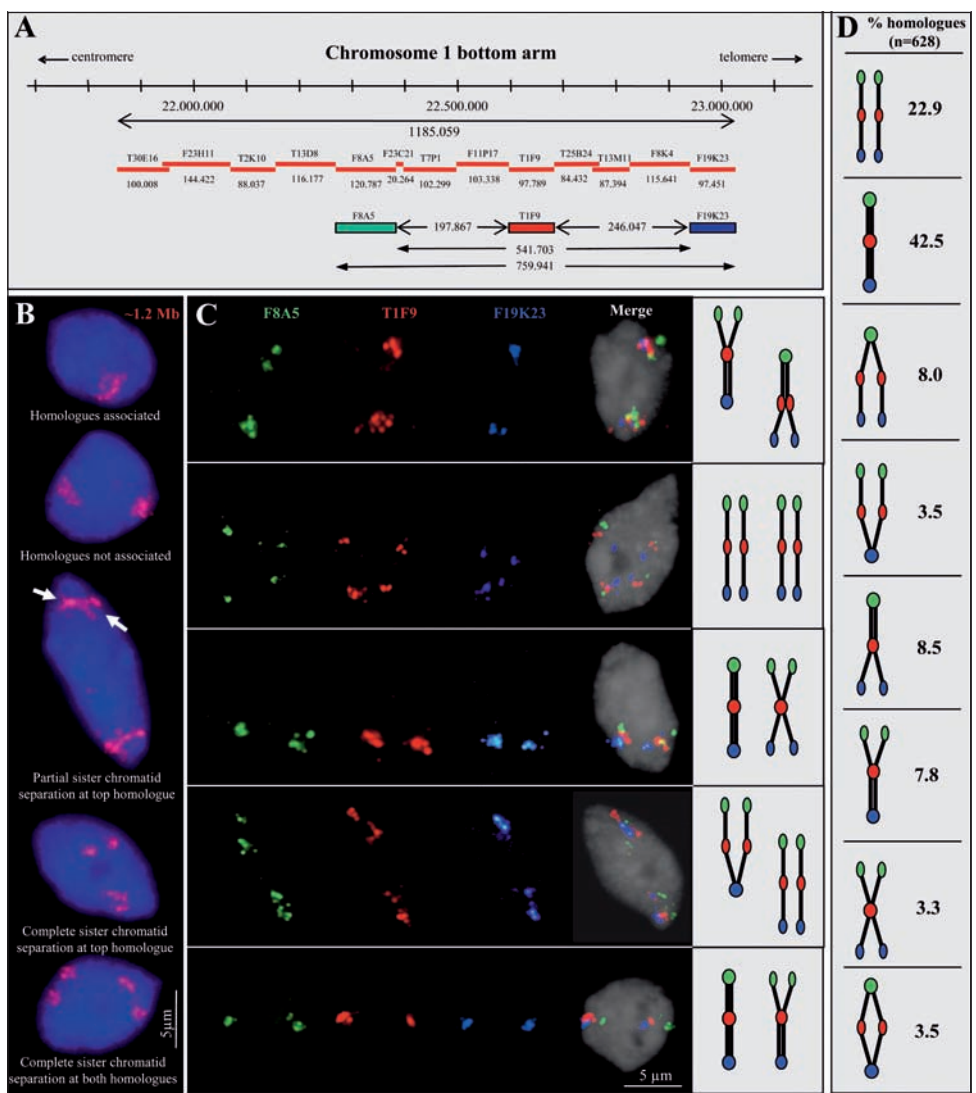 A
Chromosome 1 bottom arm
centromere
telomere
22.000.000
22.500.000
23.000.000
1185.059
T30E16
F23H11
T2K10
T13D8
F8A5
F23C21
T7P1
F11P17
T1F9
T25B24
T13M11
F8K4
F19K23
100.008
144.422
88.037
116.177
120.787
20.264
102.299
103.338
97.789
84.432
87.394
115.641
97.451
F8A5
197.867
T1F9
246.047
F19K23
541.703
759.941
B
~1.2 Mb
Homologues associated
Homologues not associated
Partial sister chromatid
separation at top homologue
Complete sister chromatid
separation at top homologue
Complete sister chromatid
separation at both homologues
5µm
C
F8A5
T1F9
F19K23
Merge
5 µm
D
% homologues
(n=628)
22.9
42.5
8.0
3.5
8.5
7.8
3.3
3.5